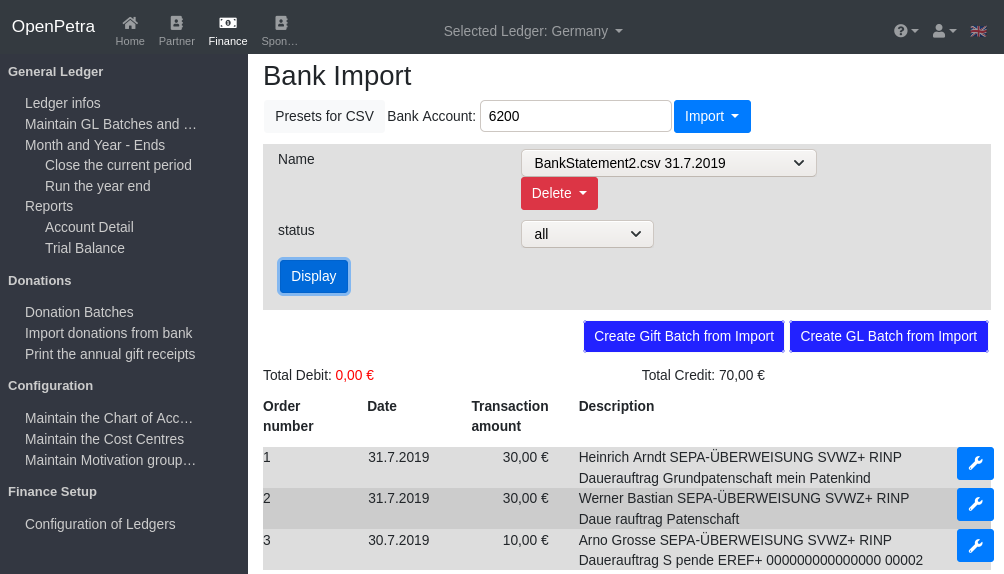 OpenPetra
Home
Partner
Finance
Spon…
Selected Ledger: Germany
General Ledger
Ledger infos
Maintain GL Batches and …
Month and Year - Ends
Close the current period
Run the year end
Reports
Account Detail
Trial Balance
Donations
Donation Batches
Import donations from bank
Print the annual gift receipts
Configuration
Maintain the Chart of Acc…
Maintain the Cost Centres
Maintain Motivation group…
Finance Setup
Configuration of Ledgers
Bank Import
Presets for CSV Bank Account: 6200 Import
Name BankStatement2.csv 31.7.2019
Delete
status all
Display
Create Gift Batch from Import Create GL Batch from Import
Total Debit: 0,00 € Total Credit: 70,00 €
Order number Date Transaction amount Description
1 31.7.2019 30,00 € Heinrich Arndt SEPA-ÜBERWEISUNG SVWZ+ RINP
Dauerauftrag Grundpatenschaft mein Patenkind
2 31.7.2019 30,00 € Werner Bastian SEPA-ÜBERWEISUNG SVWZ+ RINP
Daue rauftrag Patenschaft
3 30.7.2019 10,00 € Arno Grosse SEPA-ÜBERWEISUNG SVWZ+ RINP
Dauerauftrag S pende EREF+ 000000000000000 00002